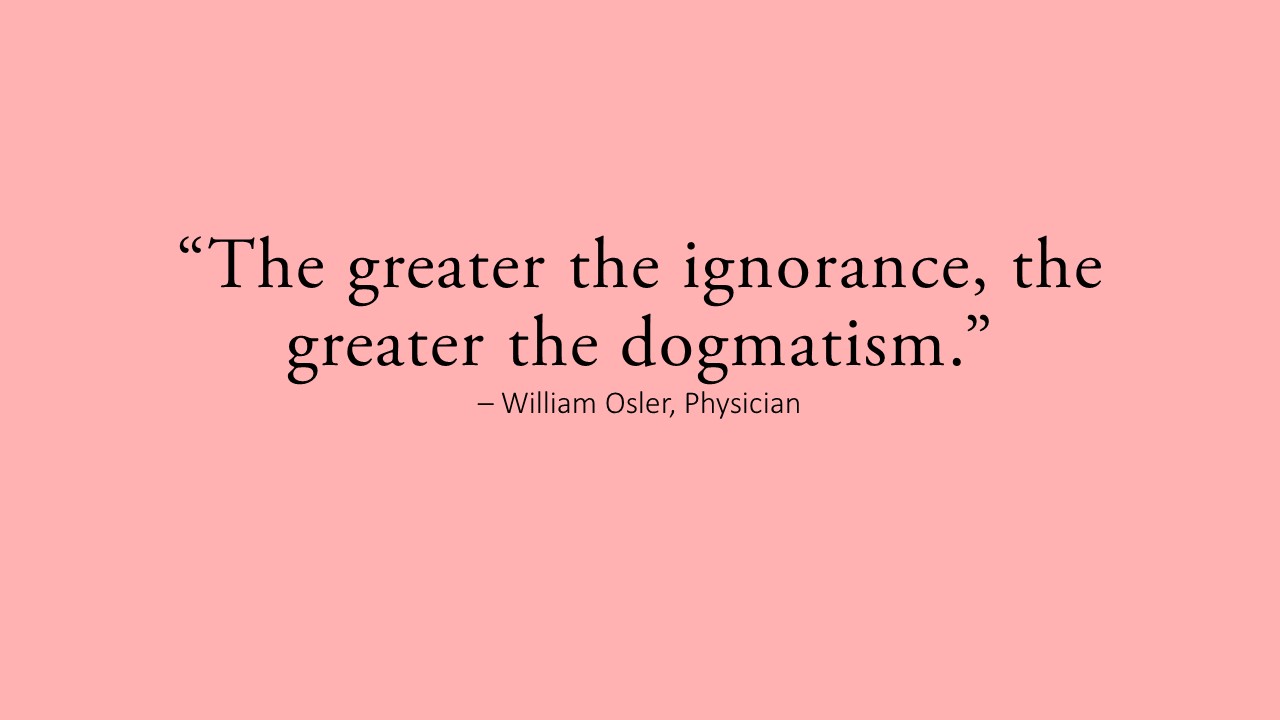 “The greater the ignorance, the
greater the dogmatism.”
– William Osler, Physician